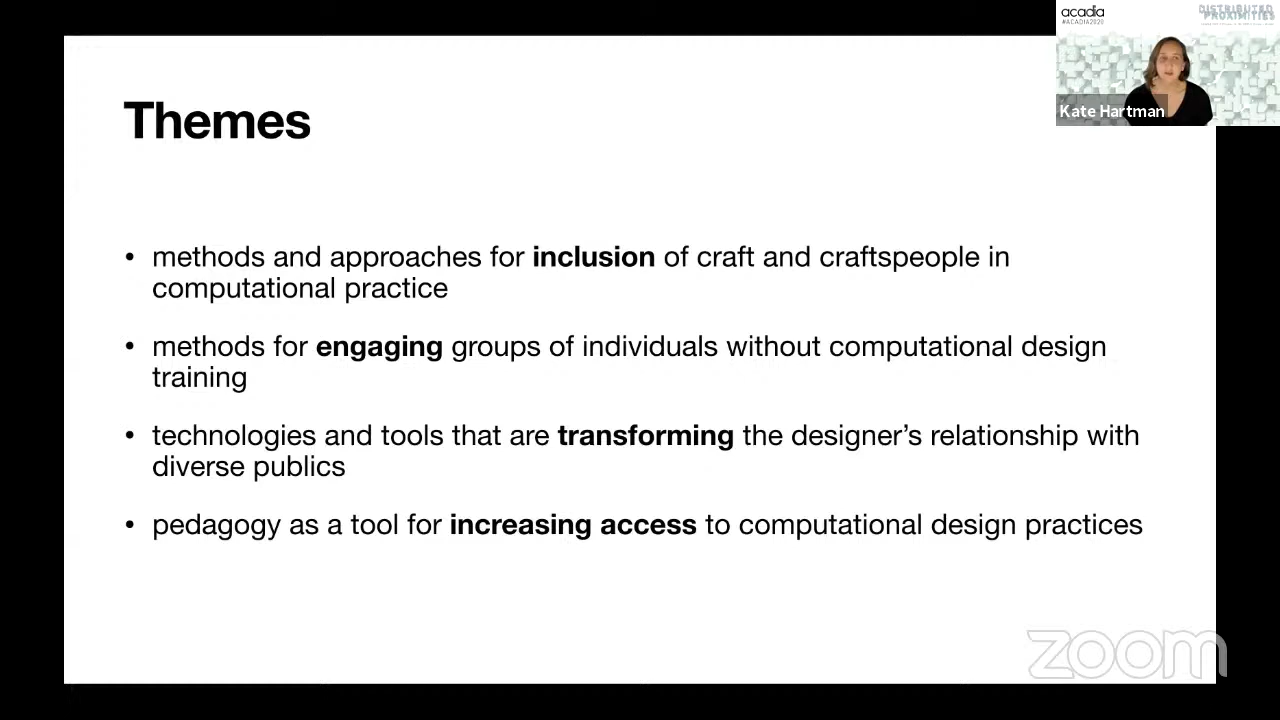 acadia
#ACADIA2020
DISTRIBUTED
PROXIMITIES
Kate Hartman
Themes
• methods and approaches for inclusion of craft and craftspeople in
computational practice
• methods for engaging groups of individuals without computational design
training
• technologies and tools that are transforming the designer’s relationship with
diverse publics
• pedagogy as a tool for increasing access to computational design practices
zoom